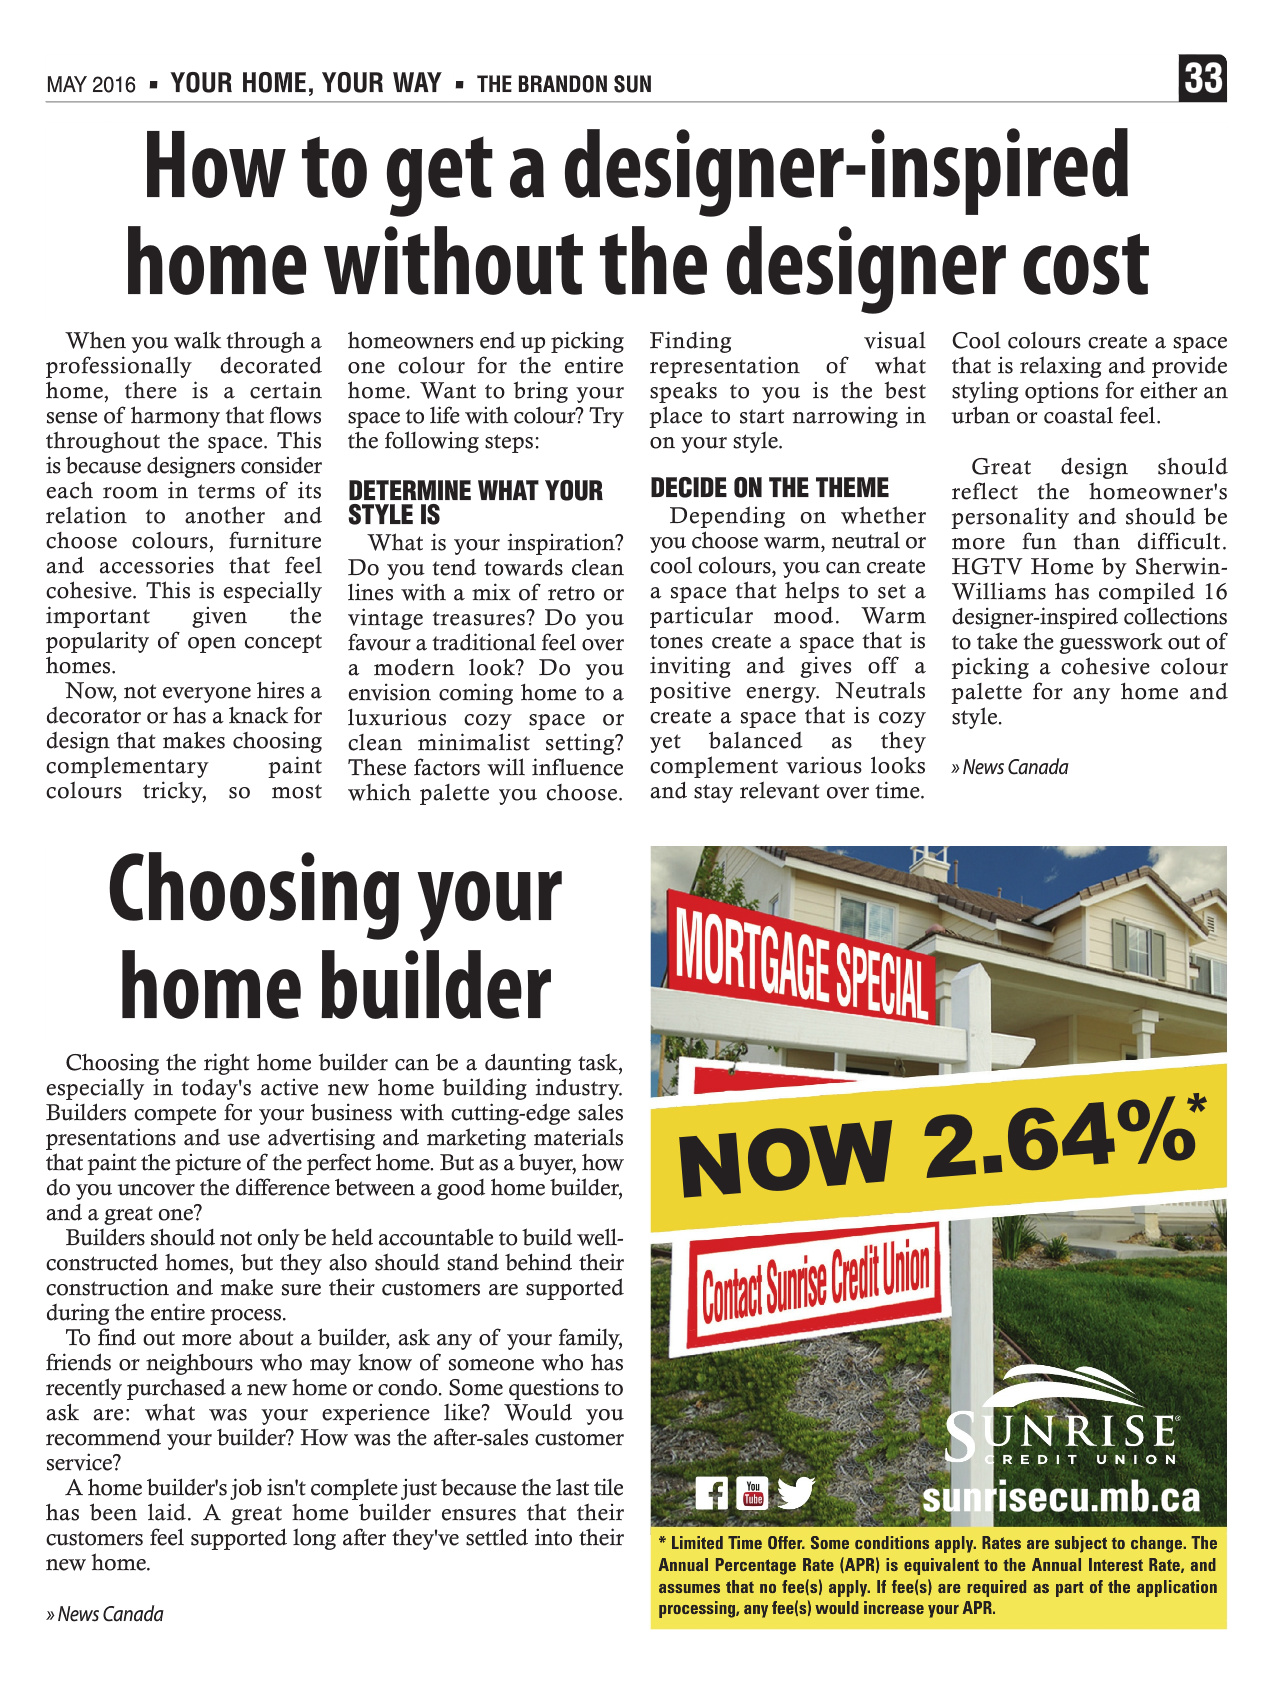 MAY 2016 ▪ YOUR HOME, YOUR WAY ▪ THE BRANDON SUN
33
How to get a designer-inspired
home without the designer cost
When you walk through a
professionally decorated
home, there is a certain
sense of harmony that flows
throughout the space. This
is because designers consider
each room in terms of its
relation to another and
choose colours, furniture
and accessories that feel
cohesive. This is especially
important given the
popularity of open concept
homes.
Now, not everyone hires a
decorator or has a knack for
design that makes choosing
complementary paint
colours tricky, so most
homeowners end up picking
one colour for the entire
home. Want to bring your
space to life with colour? Try
the following steps:
DETERMINE WHAT YOUR
STYLE IS
What is your inspiration?
Do you tend towards clean
lines with a mix of retro or
vintage treasures? Do you
favour a traditional feel over
a modern look? Do you
envision coming home to a
luxurious cozy space or
clean minimalist setting?
These factors will influence
which palette you choose.
Finding visual
representation of what
speaks to you is the best
place to start narrowing in
on your style.
DECIDE ON THE THEME
Depending on whether
you choose warm, neutral or
cool colours, you can create
a space that helps to set a
particular mood. Warm
tones create a space that is
inviting and gives off a
positive energy. Neutrals
create a space that is cozy
yet balanced as they
complement various looks
and stay relevant over time.
Cool colours create a space
that is relaxing and provide
styling options for either an
urban or coastal feel.
Great design should
reflect the homeowner's
personality and should be
more fun than difficult.
HGTV Home by Sherwin-
Williams has compiled 16
designer-inspired collections
to take the guesswork out of
picking a cohesive colour
palette for any home and
style.
» News Canada
Choosing your
home builder
Choosing the right home builder can be a daunting task,
especially in today's active new home building industry.
Builders compete for your business with cutting-edge sales
presentations and use advertising and marketing materials
that paint the picture of the perfect home. But as a buyer, how
do you uncover the difference between a good home builder,
and a great one?
Builders should not only be held accountable to build well-
constructed homes, but they also should stand behind their
construction and make sure their customers are supported
during the entire process.
To find out more about a builder, ask any of your family,
friends or neighbours who may know of someone who has
recently purchased a new home or condo. Some questions to
ask are: what was your experience like? Would you
recommend your builder? How was the after-sales customer
service?
A home builder's job isn't complete just because the last tile
has been laid. A great home builder ensures that their
customers feel supported long after they've settled into their
new home.
» News Canada
MORTGAGE SPECIAL
NOW 2.64%*
Contact Sunrise Credit Union
SUNRISE®
CREDIT UNION
You
Tube
sunrisecu.mb.ca
* Limited Time Offer. Some conditions apply. Rates are subject to change. The
Annual Percentage Rate (APR) is equivalent to the Annual Interest Rate, and
assumes that no fee(s) apply. If fee(s) are required as part of the application
processing, any fee(s) would increase your APR.